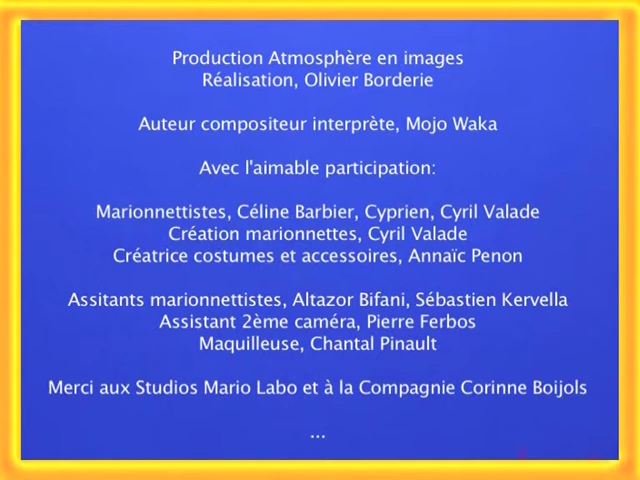 Production Atmosphère en images
Réalisation, Olivier Borderie
Auteur compositeur interprète, Mojo Waka
Avec l'aimable participation:
Marionnettistes, Céline Barbier, Cyprien, Cyril Valade
Création marionnettes, Cyril Valade
Créatrice costumes et accessoires, Annaïc Penon
Assitants marionnettistes, Altazor Bifani, Sébastien Kervella
Assistant 2ème caméra, Pierre Ferbos
Maquilleuse, Chantal Pinault
Merci aux Studios Mario Labo et à la Compagnie Corinne Boijols
...